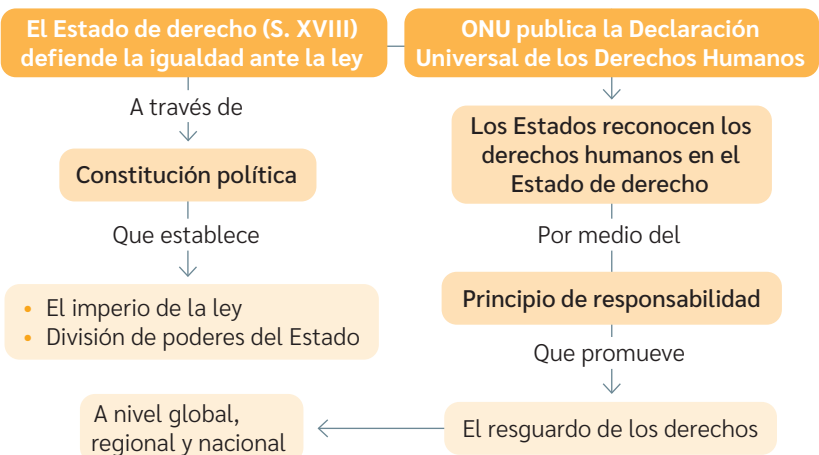 El Estado de derecho (S. XVIII)
defiende la igualdad ante la ley
A través de
Constitución política
Que establece
• El imperio de la ley
• División de poderes del Estado
ONU publica la Declaración
Universal de los Derechos Humanos
Los Estados reconocen los
derechos humanos en el
Estado de derecho
Por medio del
Principio de responsabilidad
Que promueve
El resguardo de los derechos
A nivel global,
regional y nacional